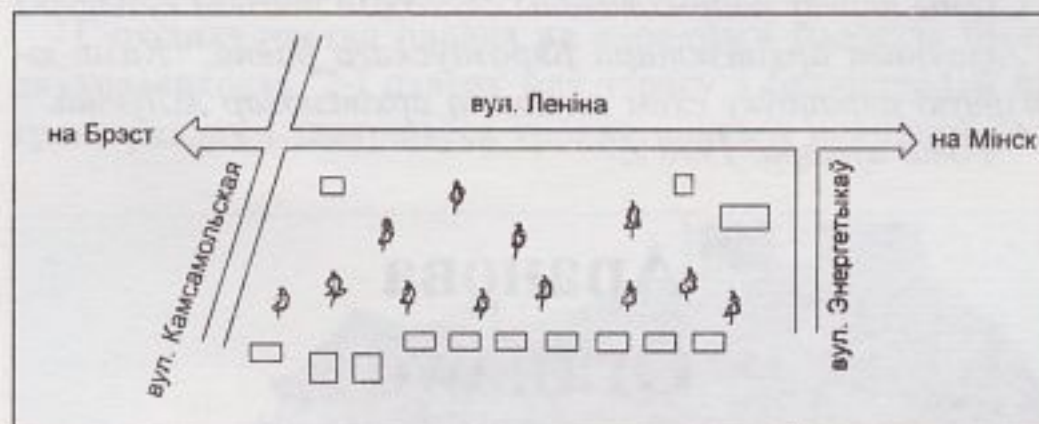 вул. Леніна
на Брэст
на Мінск
вул. Камсамольская
вул. Энергетыкаў